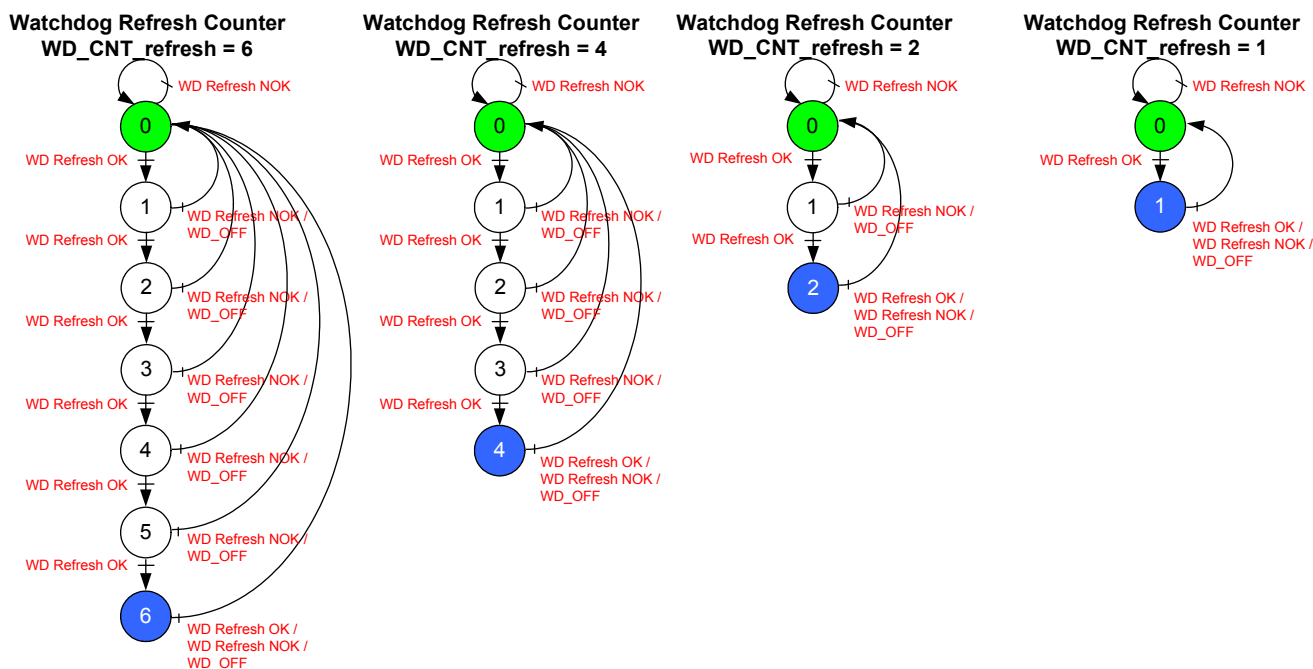 Watchdog Refresh Counter
WD_CNT_refresh = 6
WD Refresh NOK
0
WD Refresh OK
1
WD Refresh NOK /
WD_OFF
WD Refresh OK
2
WD Refresh NOK /
WD_OFF
WD Refresh OK
3
WD Refresh NOK /
WD_OFF
WD Refresh OK
4
WD Refresh NOK /
WD_OFF
WD Refresh OK
5
WD Refresh NOK /
WD_OFF
WD Refresh OK
6
WD Refresh OK /
WD Refresh NOK /
WD_OFF
Watchdog Refresh Counter
WD_CNT_refresh = 4
WD Refresh NOK
0
WD Refresh OK
1
WD Refresh NOK /
WD_OFF
WD Refresh OK
2
WD Refresh NOK /
WD_OFF
WD Refresh OK
3
WD Refresh NOK /
WD_OFF
WD Refresh OK
4
WD Refresh OK /
WD Refresh NOK /
WD_OFF
Watchdog Refresh Counter
WD_CNT_refresh = 2
WD Refresh NOK
0
WD Refresh OK
1
WD Refresh NOK /
WD_OFF
WD Refresh OK
2
WD Refresh OK /
WD Refresh NOK /
WD_OFF
Watchdog Refresh Counter
WD_CNT_refresh = 1
WD Refresh NOK
0
WD Refresh OK
1
WD Refresh OK /
WD Refresh NOK /
WD_OFF